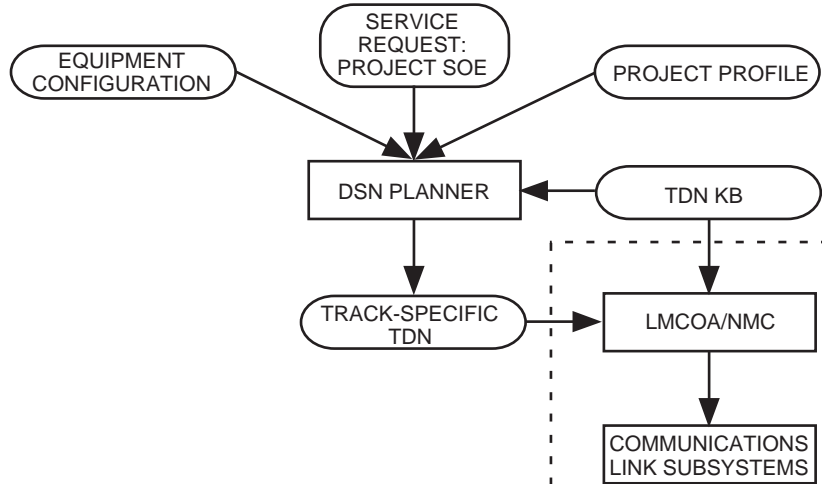 SERVICE
REQUEST:
PROJECT SOE
EQUIPMENT
CONFIGURATION
PROJECT PROFILE
DSN PLANNER
TDN KB
TRACK-SPECIFIC
TDN
LMCOA/NMC
COMMUNICATIONS
LINK SUBSYSTEMS